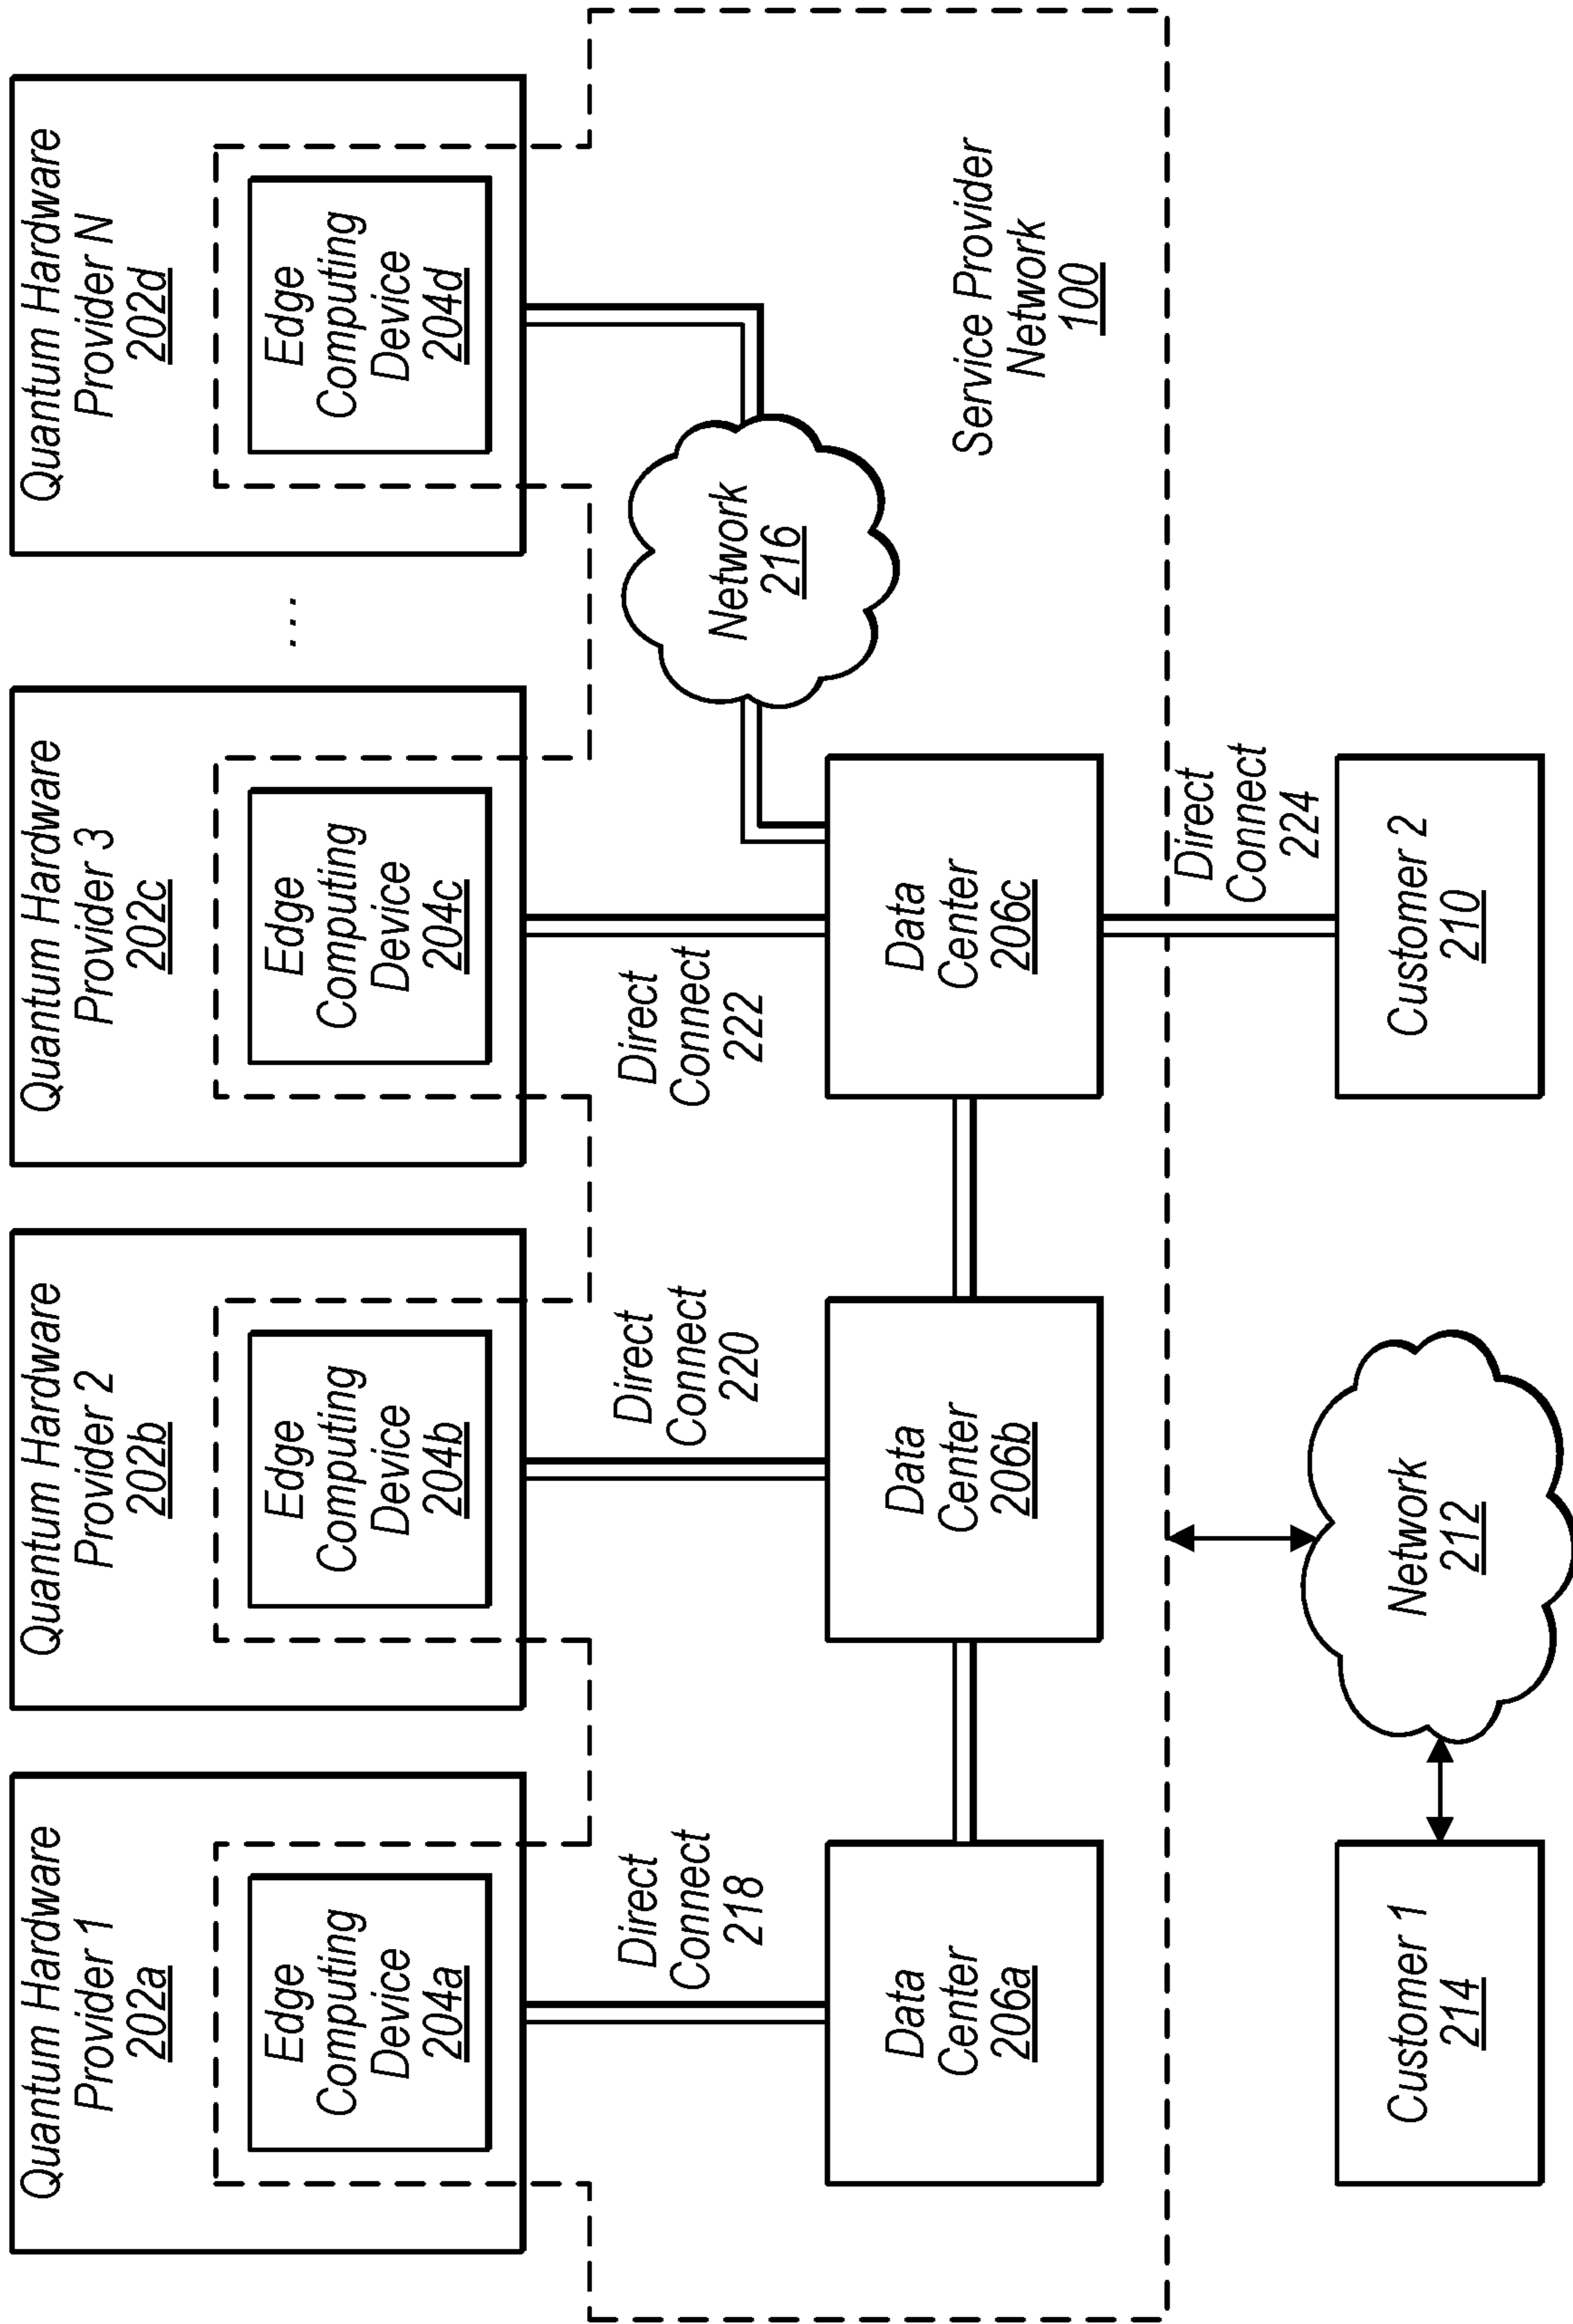 Quantum Hardware
Provider 1
202a
Edge
Computing
Device
204a
Quantum Hardware
Provider 2
202b
Edge
Computing
Device
204b
Quantum Hardware
Provider 3
202c
Edge
Computing
Device
204c
...
Quantum Hardware
Provider N
202d
Edge
Computing
Device
204d
Direct
Connect
218
Direct
Connect
220
Direct
Connect
222
Network
216
Data
Center
206a
Data
Center
206b
Data
Center
206c
Service Provider
Network
100
Direct
Connect
224
Customer 1
214
Network
212
Customer 2
210